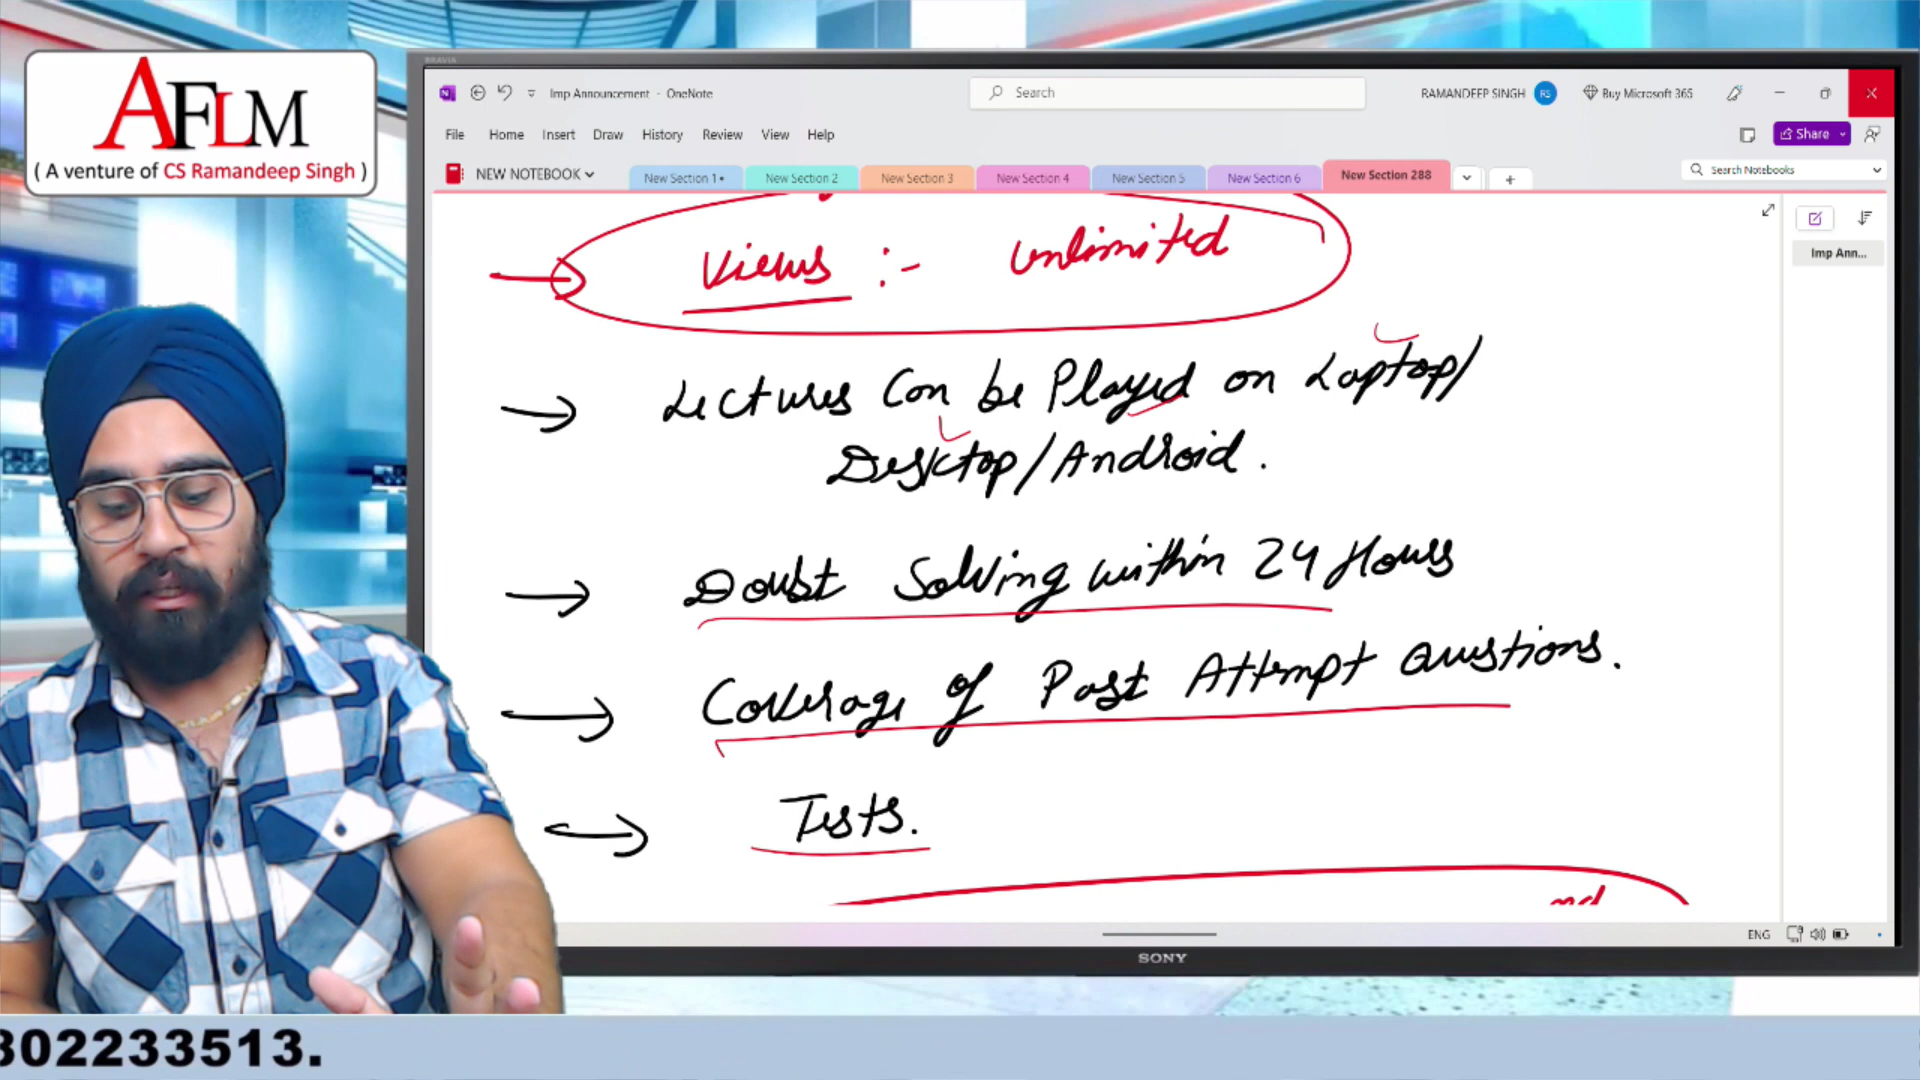 AFLM
( A venture of CS Ramandeep Singh )
BRAVIA
Imp Announcement - OneNote
Search
RAMANDEEP SINGH
RS
Buy Microsoft 365
File Home Insert Draw History Review View Help
Share
NEW NOTEBOOK
New Section 1
New Section 2
New Section 3
New Section 4
New Section 5
New Section 6
New Section 288
Search Notebooks
Imp Ann...
Views :- unlimited
Lectures Can be Played on Laptop/
Desktop/Android.
Doubt Solving within 24 Hours
Coverage of Past Attempt Questions.
Tests.
ENG
SONY
302233513.